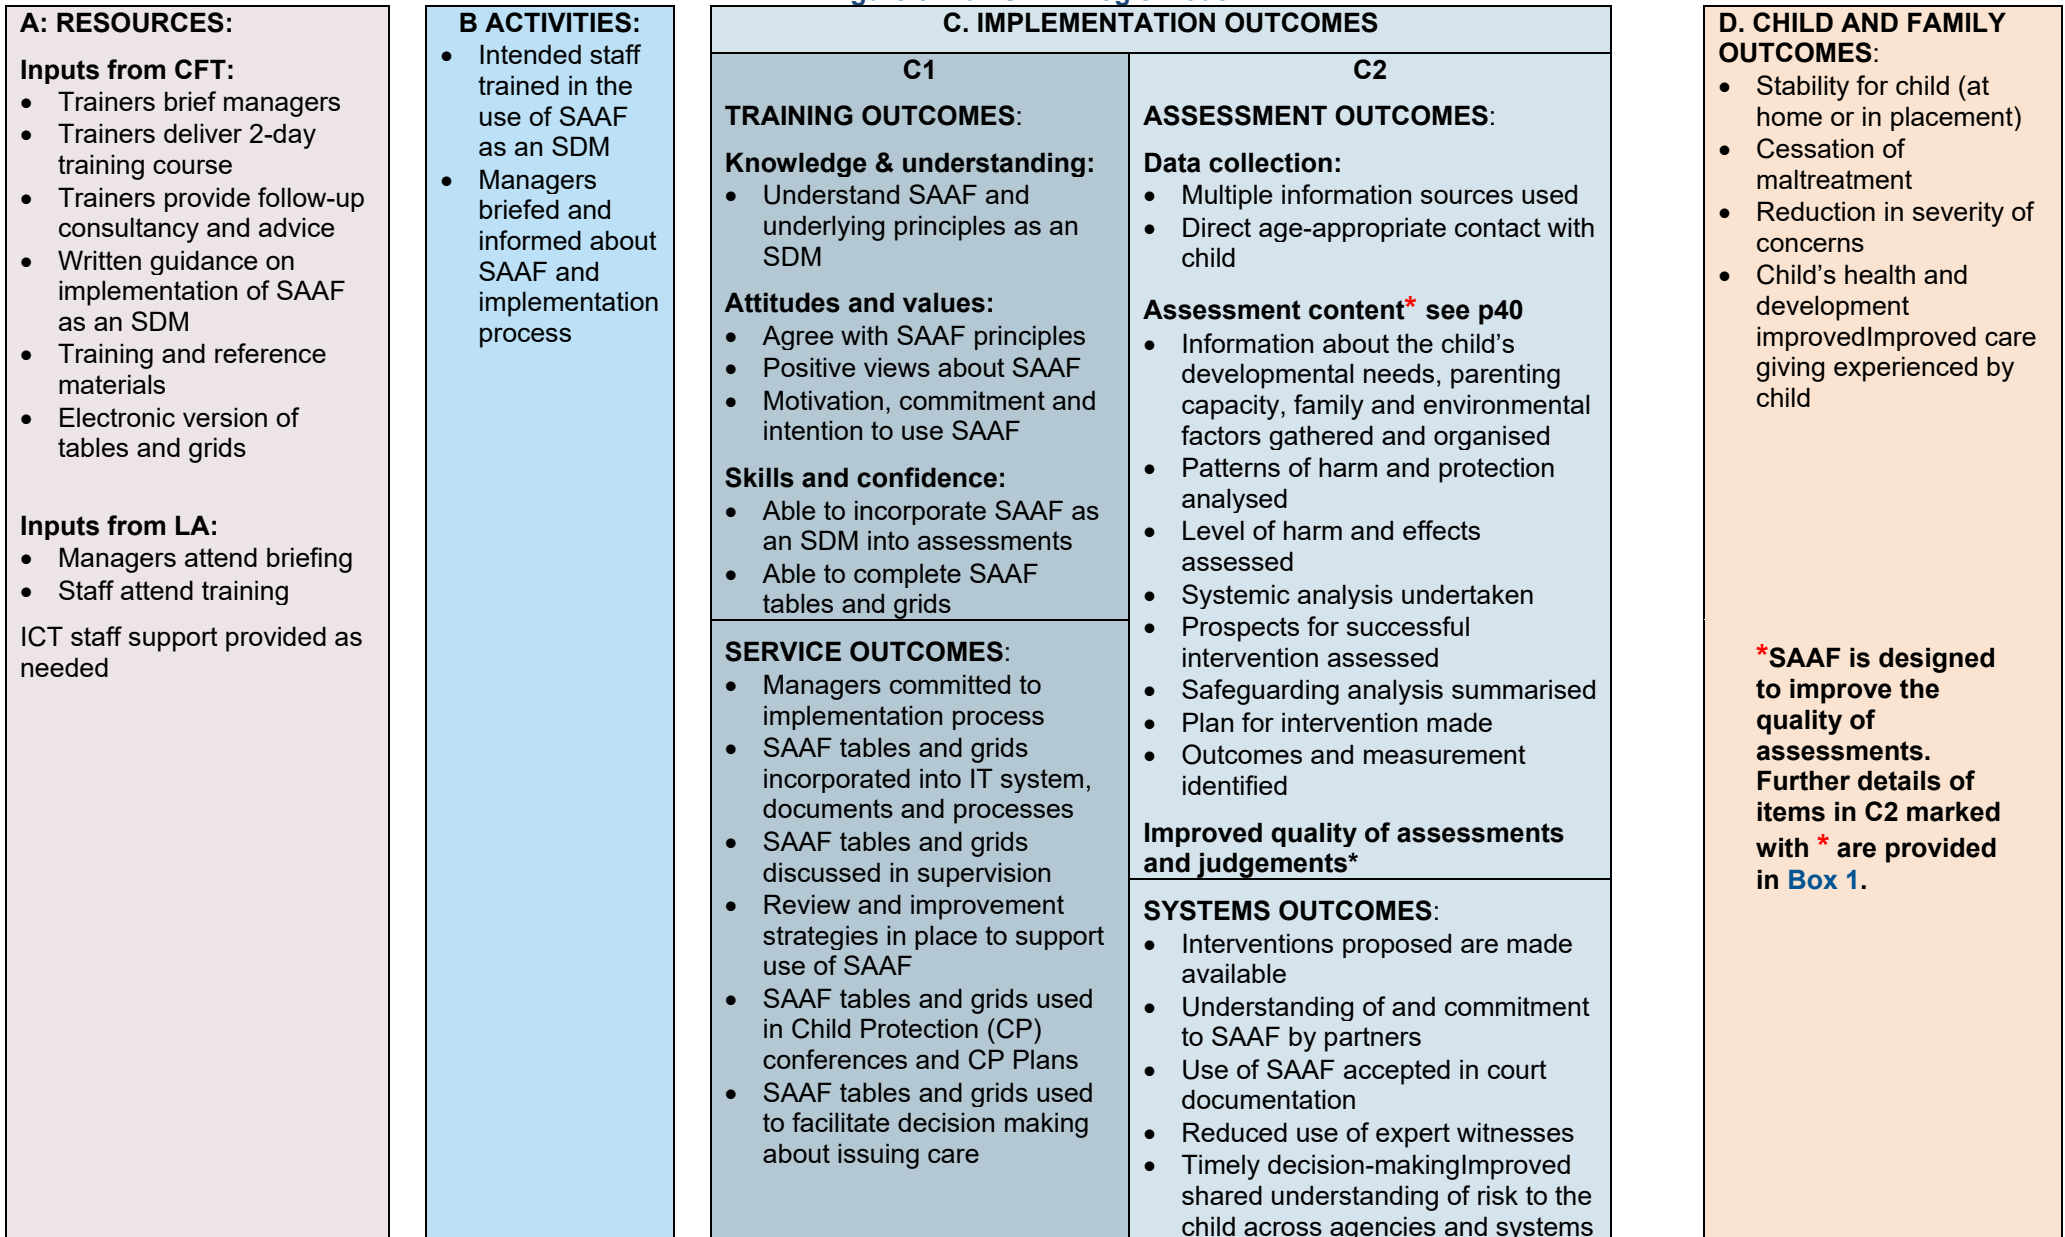 A: RESOURCES:
Inputs from CFT:
• Trainers brief managers
• Trainers deliver 2-day
training course
• Trainers provide follow-up
consultancy and advice
• Written guidance on
implementation of SAAF
as an SDM
• Training and reference
materials
• Electronic version of
tables and grids
Inputs from LA:
• Managers attend briefing
• Staff attend training
ICT staff support provided as
needed
B ACTIVITIES:
• Intended staff
trained in the
use of SAAF
as an SDM
• Managers
briefed and
informed about
SAAF and
implementation
process
C. IMPLEMENTATION OUTCOMES
C1
TRAINING OUTCOMES:
Knowledge & understanding:
• Understand SAAF and
underlying principles as an
SDM
Attitudes and values:
• Agree with SAAF principles
• Positive views about SAAF
• Motivation, commitment and
intention to use SAAF
Skills and confidence:
• Able to incorporate SAAF as
an SDM into assessments
• Able to complete SAAF
tables and grids
SERVICE OUTCOMES:
• Managers committed to
implementation process
• SAAF tables and grids
incorporated into IT system,
documents and processes
• SAAF tables and grids
discussed in supervision
• Review and improvement
strategies in place to support
use of SAAF
• SAAF tables and grids used
in Child Protection (CP)
conferences and CP Plans
• SAAF tables and grids used
to facilitate decision making
about issuing care
C2
ASSESSMENT OUTCOMES:
Data collection:
• Multiple information sources used
• Direct age-appropriate contact with
child
Assessment content* see p40
• Information about the child’s
developmental needs, parenting
capacity, family and environmental
factors gathered and organised
• Patterns of harm and protection
analysed
• Level of harm and effects
assessed
• Systemic analysis undertaken
• Prospects for successful
intervention assessed
• Safeguarding analysis summarised
• Plan for intervention made
• Outcomes and measurement
identified
Improved quality of assessments
and judgements*
SYSTEMS OUTCOMES:
• Interventions proposed are made
available
• Understanding of and commitment
to SAAF by partners
• Use of SAAF accepted in court
documentation
• Reduced use of expert witnesses
• Timely decision-makingImproved
shared understanding of risk to the
child across agencies and systems
D. CHILD AND FAMILY
OUTCOMES:
• Stability for child (at
home or in placement)
• Cessation of
maltreatment
• Reduction in severity of
concerns
• Child’s health and
development
improvedImproved care
giving experienced by
child
*SAAF is designed
to improve the
quality of
assessments.
Further details of
items in C2 marked
with * are provided
in Box 1.